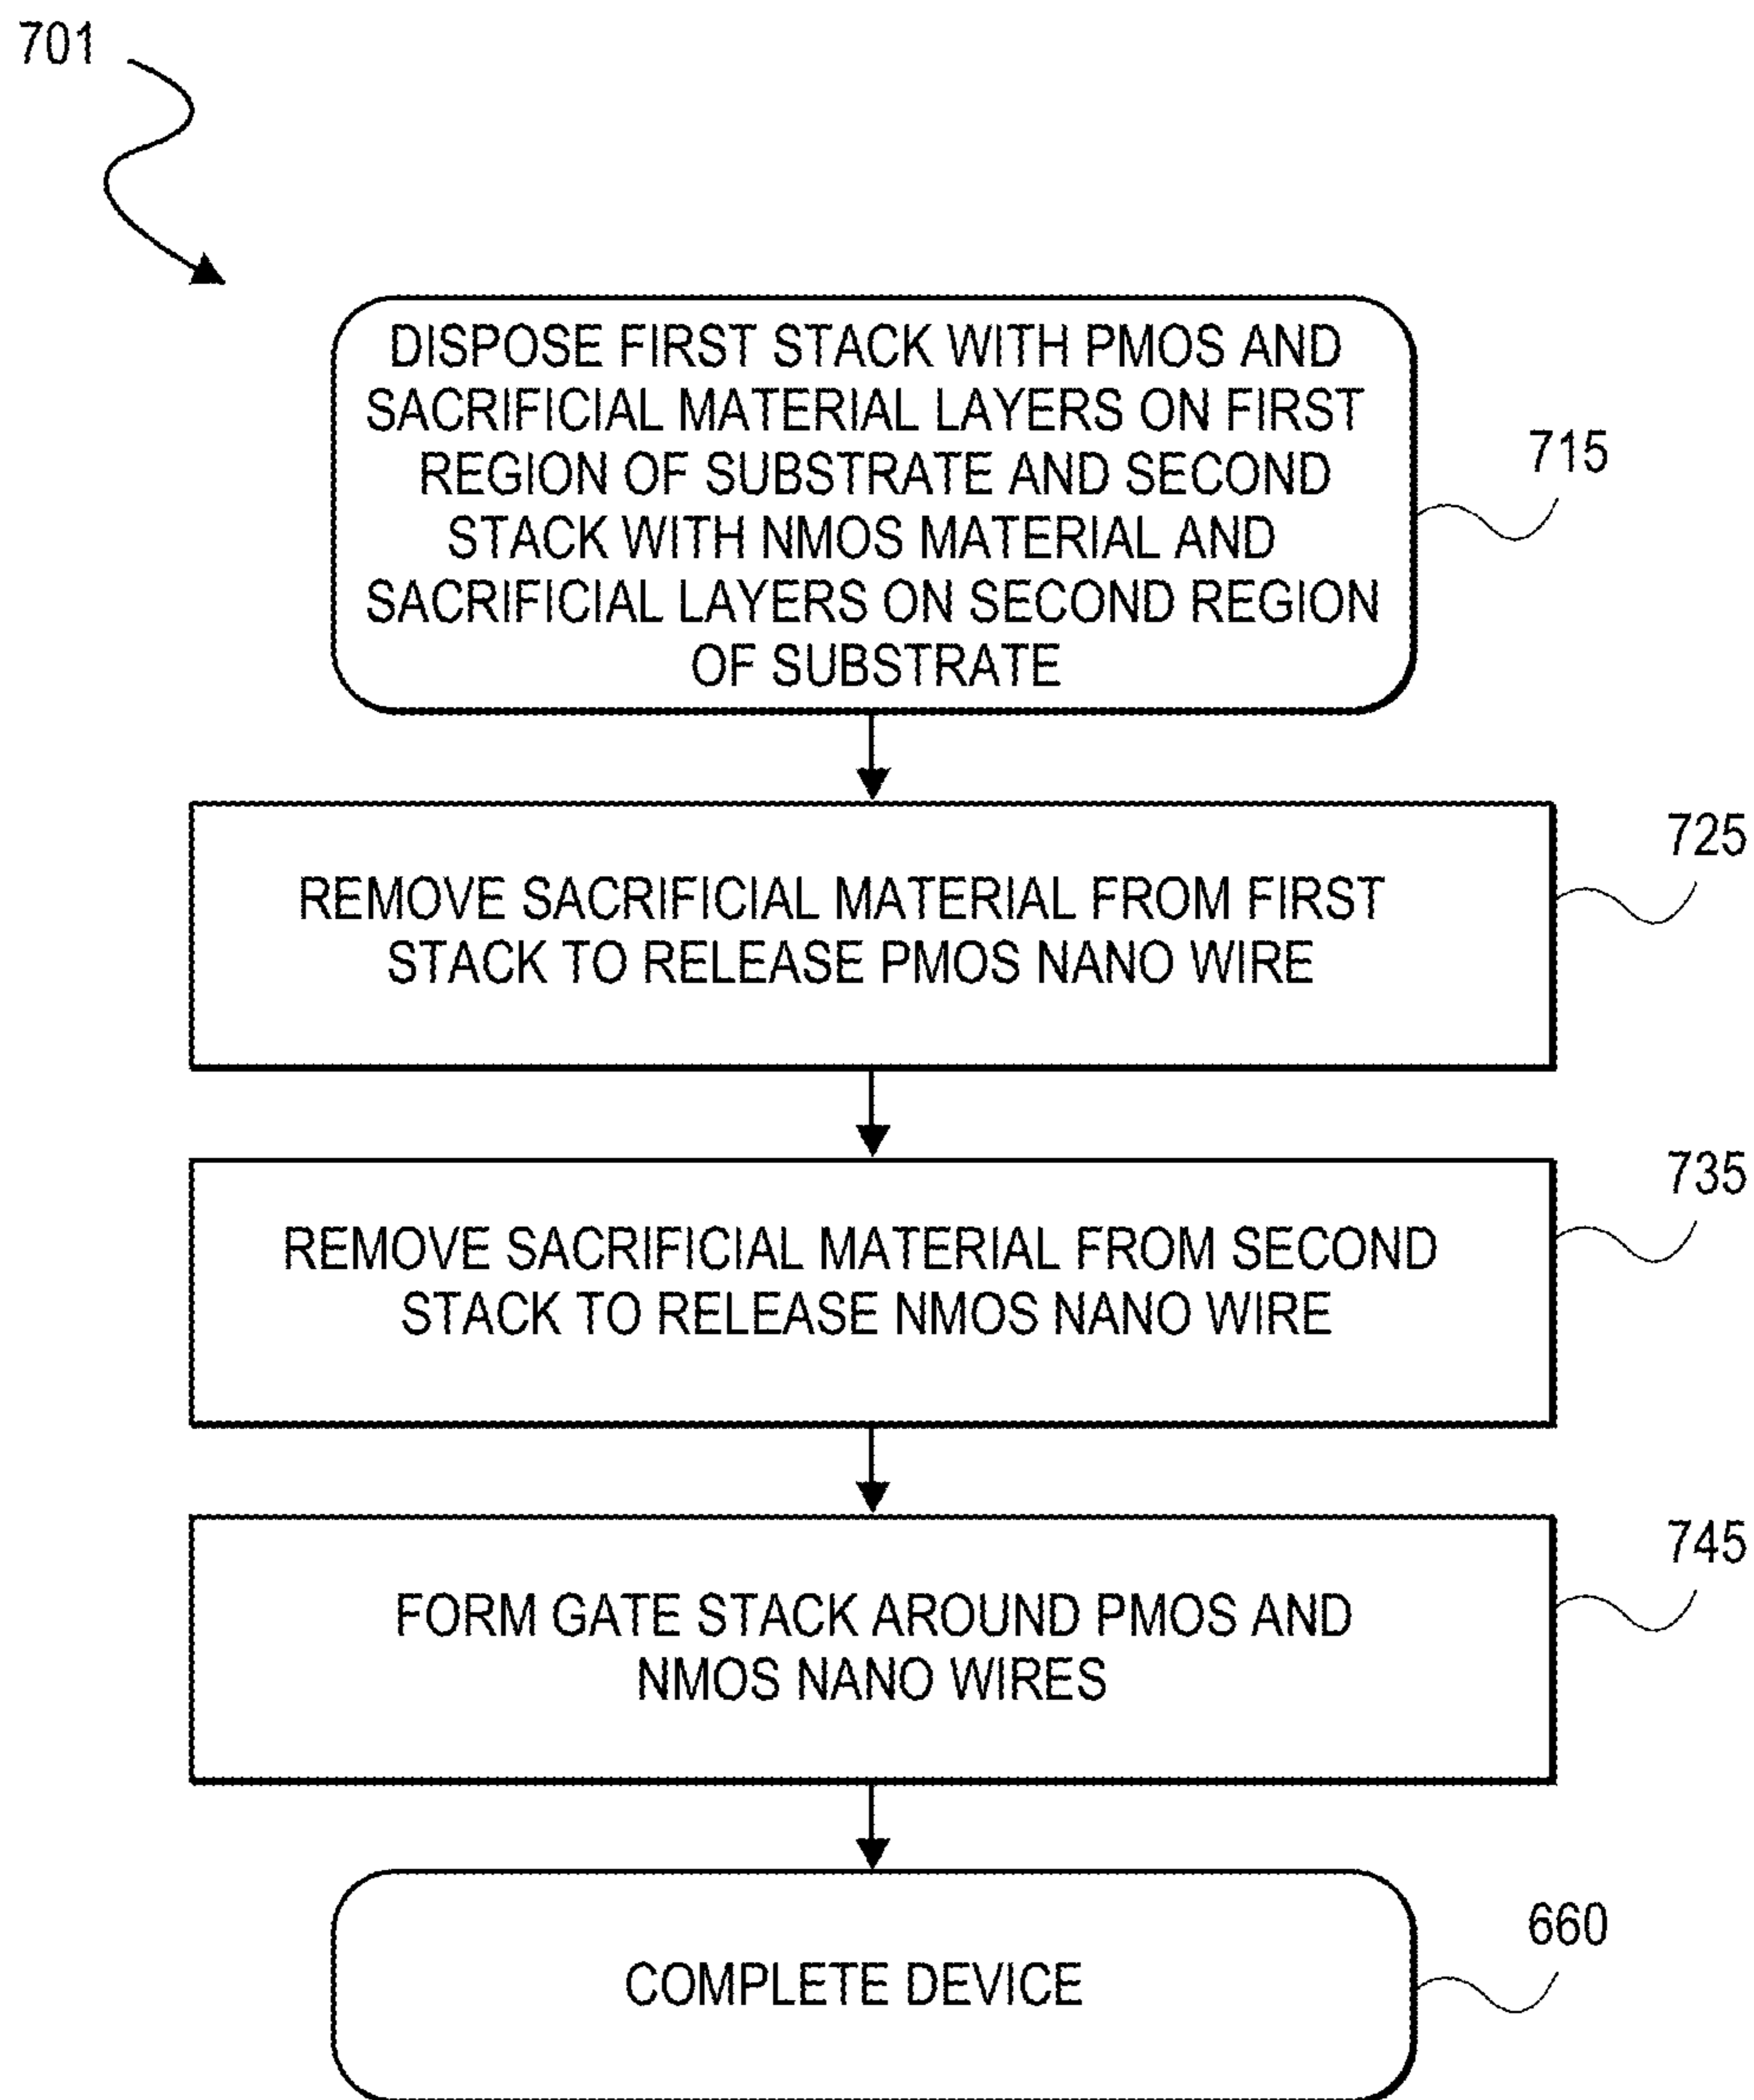 701
DISPOSE FIRST STACK WITH PMOS AND
SACRIFICIAL MATERIAL LAYERS ON FIRST
REGION OF SUBSTRATE AND SECOND
STACK WITH NMOS MATERIAL AND
SACRIFICIAL LAYERS ON SECOND REGION
OF SUBSTRATE
715
REMOVE SACRIFICIAL MATERIAL FROM FIRST
STACK TO RELEASE PMOS NANO WIRE
725
REMOVE SACRIFICIAL MATERIAL FROM SECOND
STACK TO RELEASE NMOS NANO WIRE
735
FORM GATE STACK AROUND PMOS AND
NMOS NANO WIRES
745
COMPLETE DEVICE
660